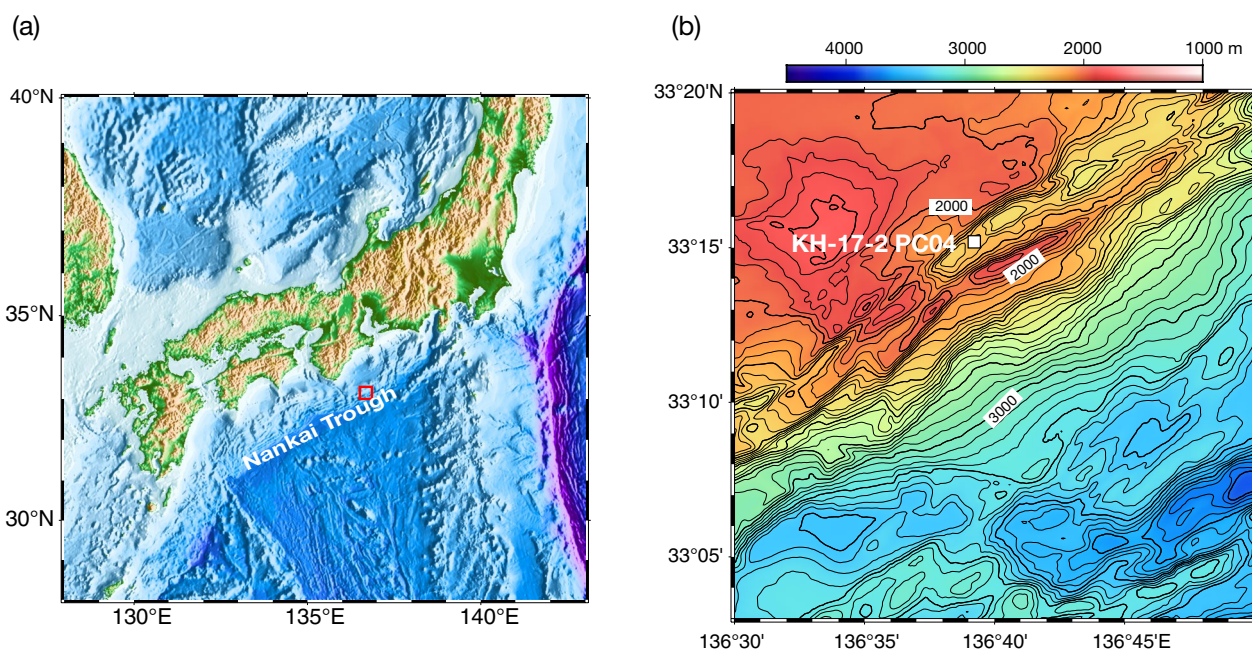 (a)
40°N
35°N
30°N
130°E
135°E
140°E
Nankai Trough
(b)
4000
3000
2000
1000 m
33°20'N
33°15'
33°10'
33°05'
136°30'
136°35'
136°40'
136°45'E
2000
KH-17-2 PC04
2000
3000